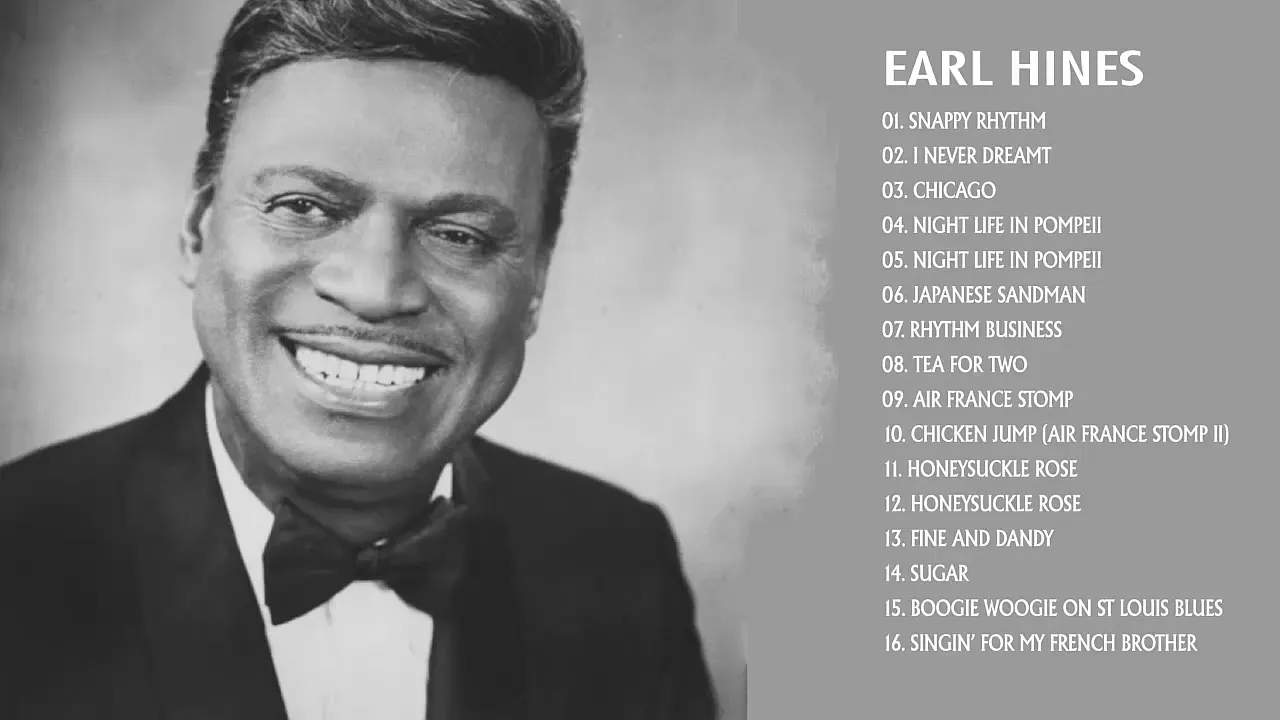 EARL HINES
01. SNAPPY RHYTHM
02. I NEVER DREAMT
03. CHICAGO
04. NIGHT LIFE IN POMPEII
05. NIGHT LIFE IN POMPEII
06. JAPANESE SANDMAN
07. RHYTHM BUSINESS
08. TEA FOR TWO
09. AIR FRANCE STOMP
10. CHICKEN JUMP (AIR FRANCE STOMP II)
11. HONEYSUCKLE ROSE
12. HONEYSUCKLE ROSE
13. FINE AND DANDY
14. SUGAR
15. BOOGIE WOOGIE ON ST LOUIS BLUES
16. SINGIN’ FOR MY FRENCH BROTHER